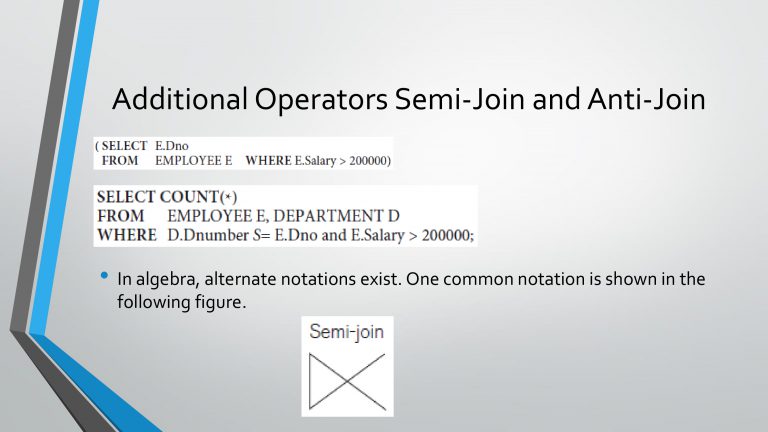 Additional Operators Semi-Join and Anti-Join
( SELECT E.Dno
FROM EMPLOYEE E WHERE E.Salary > 200000)
SELECT COUNT(*)
FROM EMPLOYEE E, DEPARTMENT D
WHERE D.Dnumber S= E.Dno and E.Salary > 200000;
• In algebra, alternate notations exist. One common notation is shown in the
following figure.
Semi-join